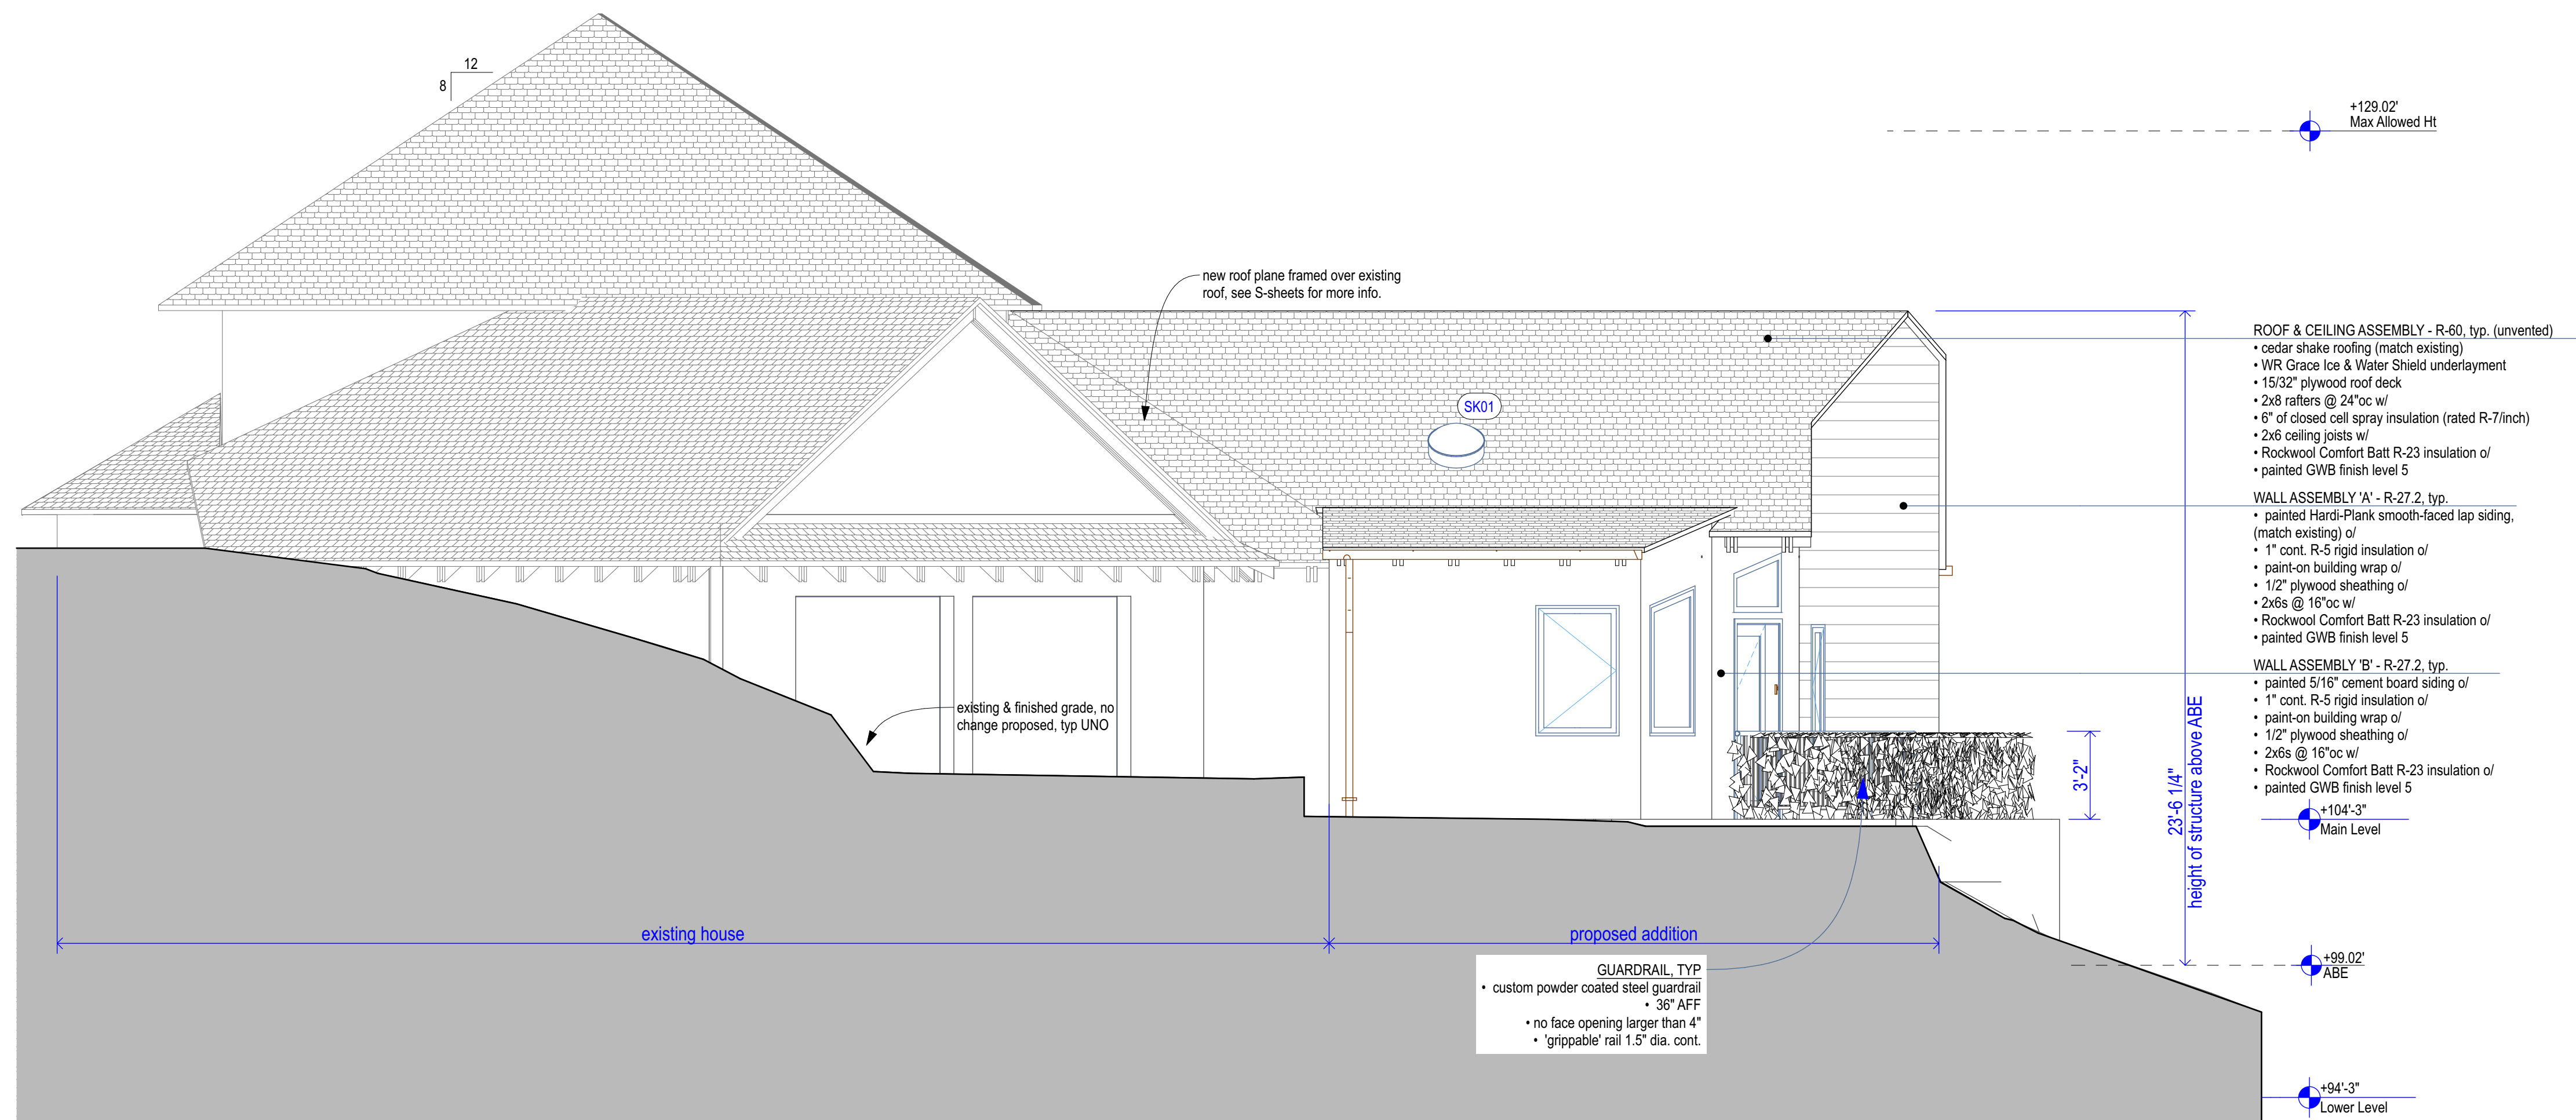 12
8
+129.02'
Max Allowed Ht
new roof plane framed over existing
roof, see S-sheets for more info.
SK01
ROOF & CEILING ASSEMBLY - R-60, typ. (unvented)
• cedar shake roofing (match existing)
• WR Grace Ice & Water Shield underlayment
• 15/32" plywood roof deck
• 2x8 rafters @ 24"oc w/
• 6" of closed cell spray insulation (rated R-7/inch)
• 2x6 ceiling joists w/
• Rockwool Comfort Batt R-23 insulation o/
• painted GWB finish level 5
WALL ASSEMBLY 'A' - R-27.2, typ.
• painted Hardi-Plank smooth-faced lap siding,
(match existing) o/
• 1" cont. R-5 rigid insulation o/
• paint-on building wrap o/
• 1/2" plywood sheathing o/
• 2x6s @ 16"oc w/
• Rockwool Comfort Batt R-23 insulation o/
• painted GWB finish level 5
WALL ASSEMBLY 'B' - R-27.2, typ.
• painted 5/16" cement board siding o/
• 1" cont. R-5 rigid insulation o/
• paint-on building wrap o/
• 1/2" plywood sheathing o/
• 2x6s @ 16"oc w/
• Rockwool Comfort Batt R-23 insulation o/
• painted GWB finish level 5
existing & finished grade, no
change proposed, typ UNO
3'-2"
23'-6 1/4"
height of structure above ABE
+104'-3"
Main Level
existing house
proposed addition
GUARDRAIL, TYP
• custom powder coated steel guardrail
• 36" AFF
• no face opening larger than 4"
• 'grippable' rail 1.5" dia. cont.
+99.02'
ABE
+94'-3"
Lower Level